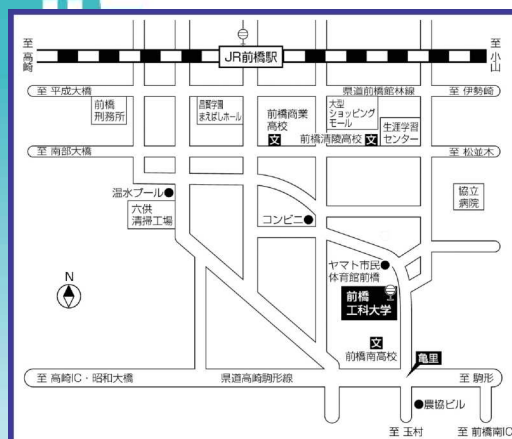 至高崎
JR前橋駅
至小山
至 平成大橋
県道前橋館林線
至 伊勢崎
前橋
刑務所
昌賢学園
まえばしホール
前橋商業
高校
文
大型
ショッピング
モール
前橋清陵高校 文
生涯学習
センター
至 南部大橋
至 松並木
温水プール
六供
清掃工場
コンビニ
協立
病院
ヤマト市民
体育館前橋
N
前橋
工科大学
文
前橋南高校
亀里
至 高崎IC・昭和大橋
県道高崎駒形線
至 駒形
農協ビル
至 玉村
至 前橋南IC